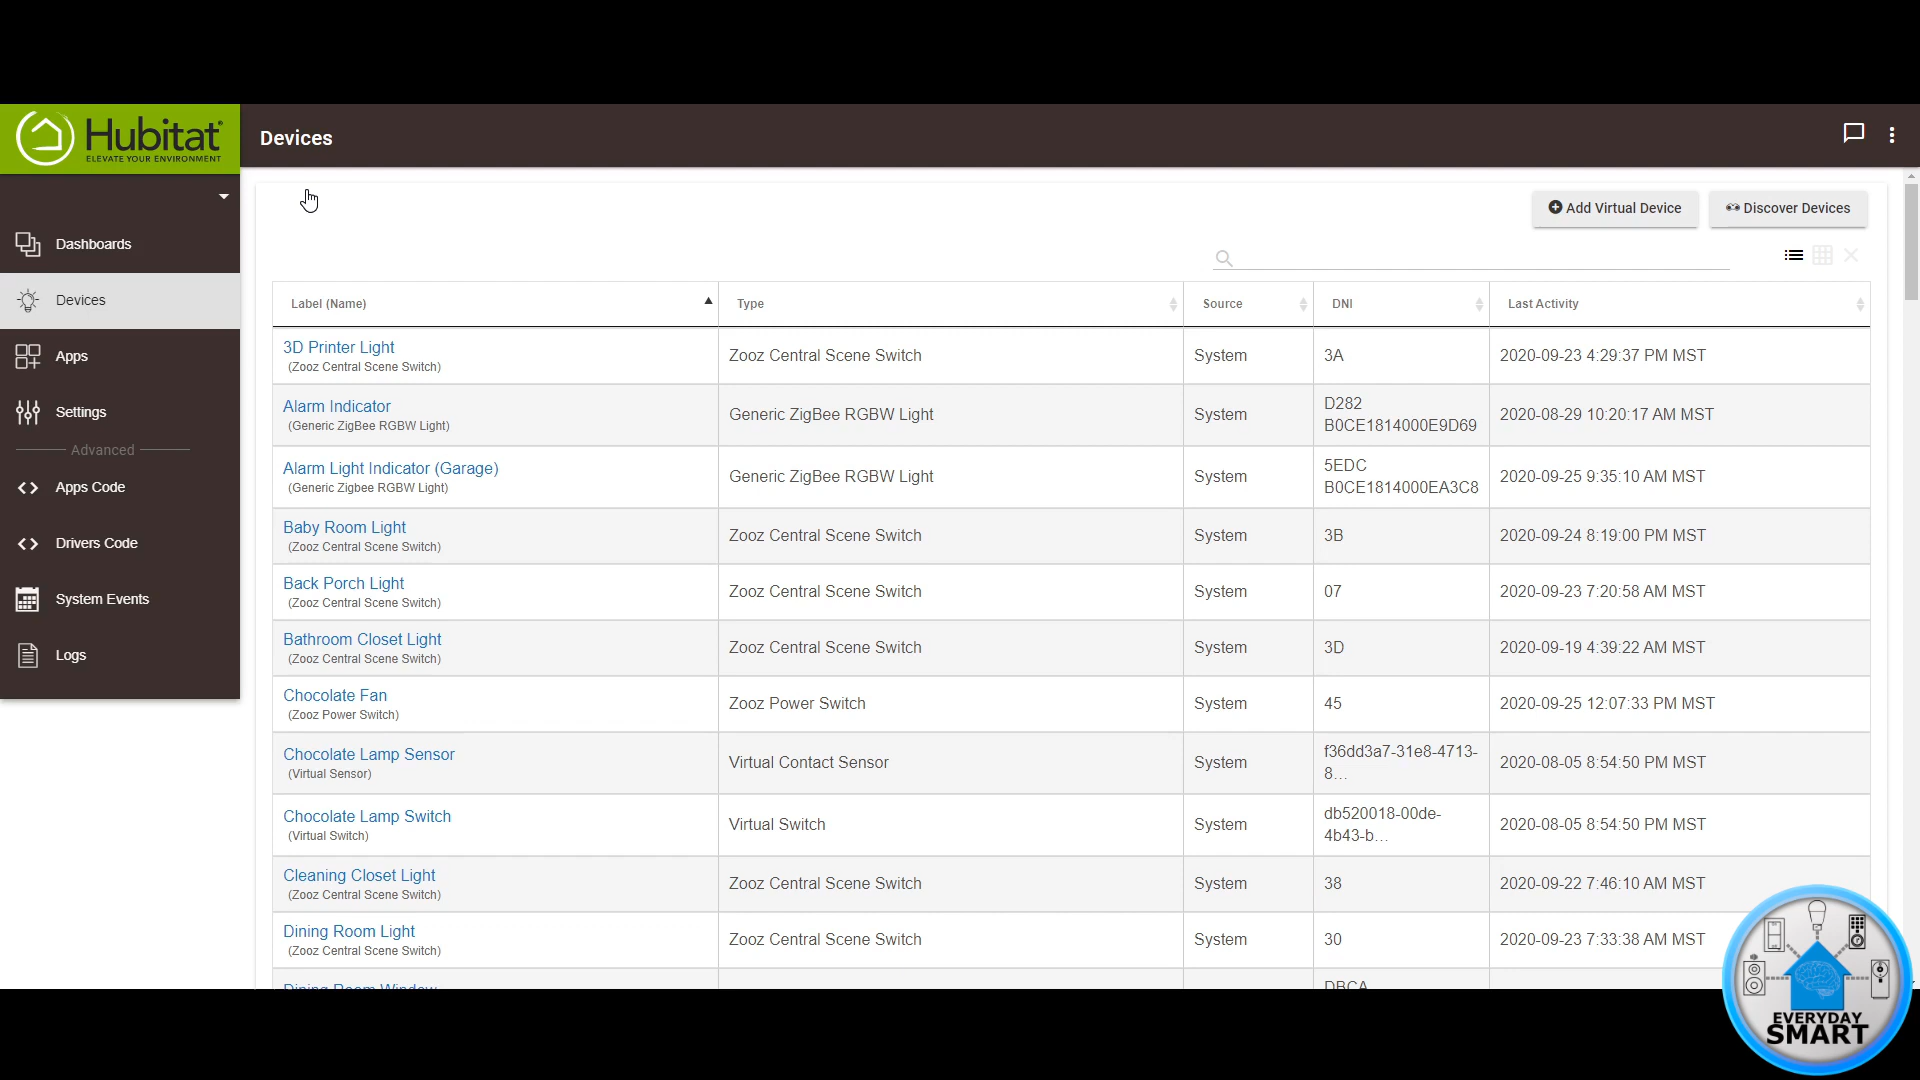 Hubitat
ELEVATE YOUR ENVIRONMENT
Devices
Dashboards
Devices
Apps
Settings
Advanced
Apps Code
Drivers Code
System Events
Logs
Add Virtual Device
Discover Devices
Label (Name) Type Source DNI Last Activity
3D Printer Light
(Zooz Central Scene Switch)
Zooz Central Scene Switch System 3A 2020-09-23 4:29:37 PM MST
Alarm Indicator
(Generic ZigBee RGBW Light)
Generic ZigBee RGBW Light System
D282
B0CE1814000E9D69
2020-08-29 10:20:17 AM MST
Alarm Light Indicator (Garage)
(Generic Zigbee RGBW Light)
Generic ZigBee RGBW Light System
5EDC
B0CE1814000EA3C8
2020-09-25 9:35:10 AM MST
Baby Room Light
(Zooz Central Scene Switch)
Zooz Central Scene Switch System 3B 2020-09-24 8:19:00 PM MST
Back Porch Light
(Zooz Central Scene Switch)
Zooz Central Scene Switch System 07 2020-09-23 7:20:58 AM MST
Bathroom Closet Light
(Zooz Central Scene Switch)
Zooz Central Scene Switch System 3D 2020-09-19 4:39:22 AM MST
Chocolate Fan
(Zooz Power Switch)
Zooz Power Switch System 45 2020-09-25 12:07:33 PM MST
Chocolate Lamp Sensor
(Virtual Sensor)
Virtual Contact Sensor System
f36dd3a7-31e8-4713-
8...
2020-08-05 8:54:50 PM MST
Chocolate Lamp Switch
(Virtual Switch)
Virtual Switch System
db520018-00de-
4b43-b...
2020-08-05 8:54:50 PM MST
Cleaning Closet Light
(Zooz Central Scene Switch)
Zooz Central Scene Switch System 38 2020-09-22 7:46:10 AM MST
Dining Room Light
(Zooz Central Scene Switch)
Zooz Central Scene Switch System 30 2020-09-23 7:33:38 AM MST
Dining Room Window
DBCA
EVERYDAY
SMART